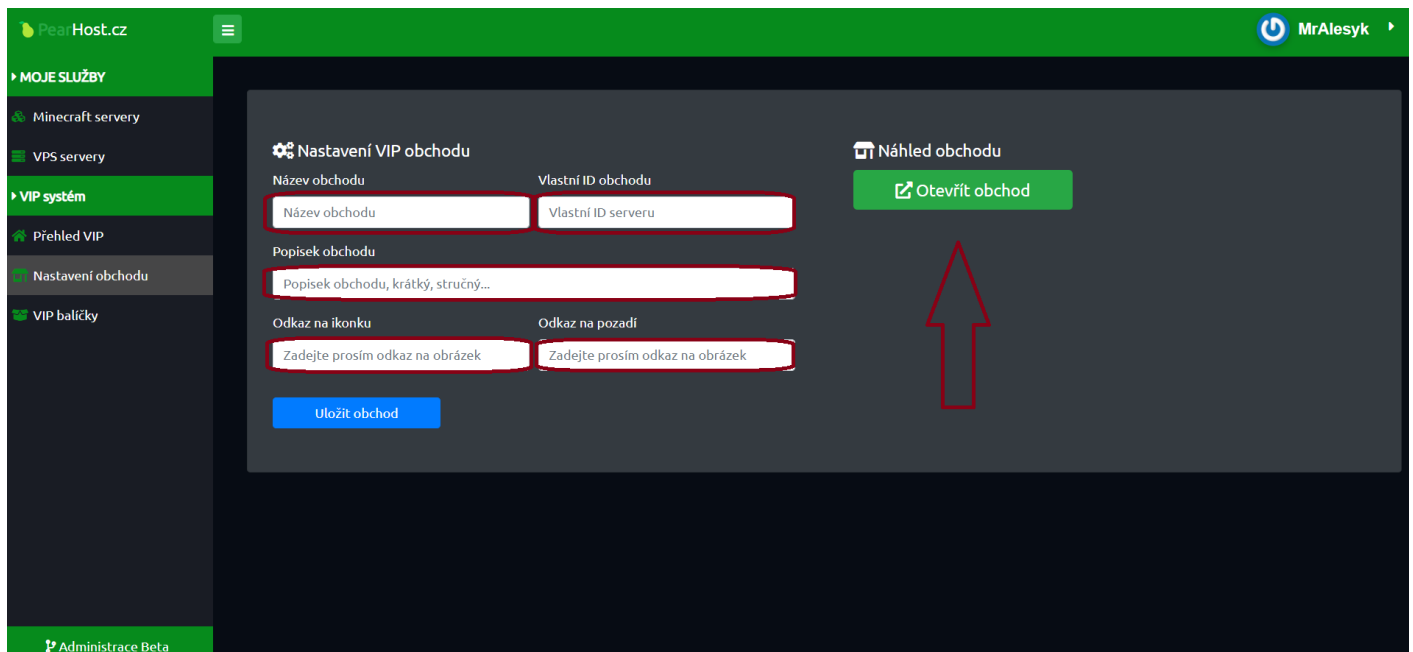 PearHost.cz
MrAlesyk
MOJE SLUŽBY
Minecraft servery
VPS servery
VIP systém
Přehled VIP
Nastavení obchodu
VIP balíčky
Administrace Beta
Nastavení VIP obchodu
Název obchodu
Vlastní ID obchodu
Název obchodu
Vlastní ID serveru
Popisek obchodu
Popisek obchodu, krátký, stručný...
Odkaz na ikonku
Odkaz na pozadí
Zadejte prosím odkaz na obrázek
Zadejte prosím odkaz na obrázek
Uložit obchod
Náhled obchodu
Otevřít obchod